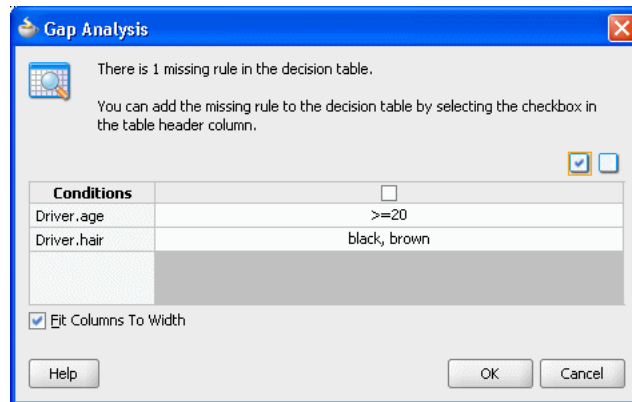 Gap Analysis
There is 1 missing rule in the decision table.
You can add the missing rule to the decision table by selecting the checkbox in
the table header column.
Conditions
Driver.age >=20
Driver.hair black, brown
Fit Columns To Width
Help OK Cancel